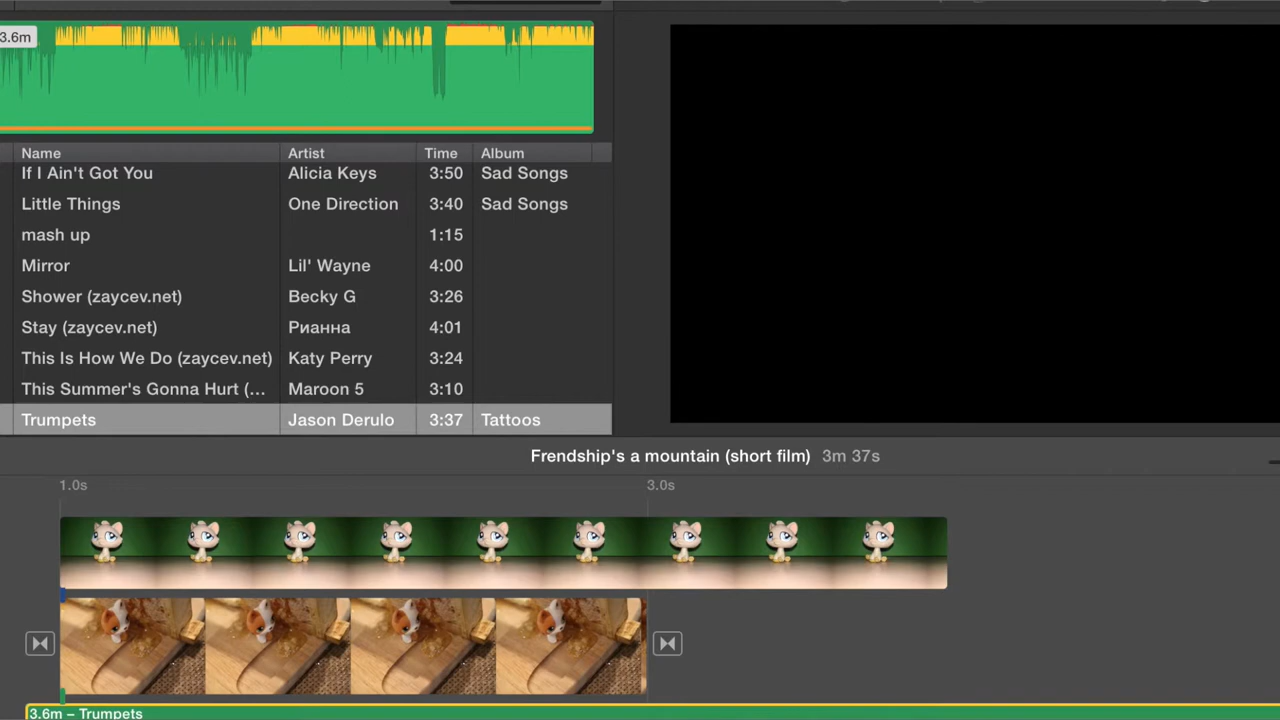 3.6m
Name Artist Time Album
If I Ain't Got You Alicia Keys 3:50 Sad Songs
Little Things One Direction 3:40 Sad Songs
mash up 1:15
Mirror Lil' Wayne 4:00
Shower (zaycev.net) Becky G 3:26
Stay (zaycev.net) Рианна 4:01
This Is How We Do (zaycev.net) Katy Perry 3:24
This Summer's Gonna Hurt (... Maroon 5 3:10
Trumpets Jason Derulo 3:37 Tattoos
Frendship's a mountain (short film) 3m 37s
1.0s 3.0s
3.6m – Trumpets